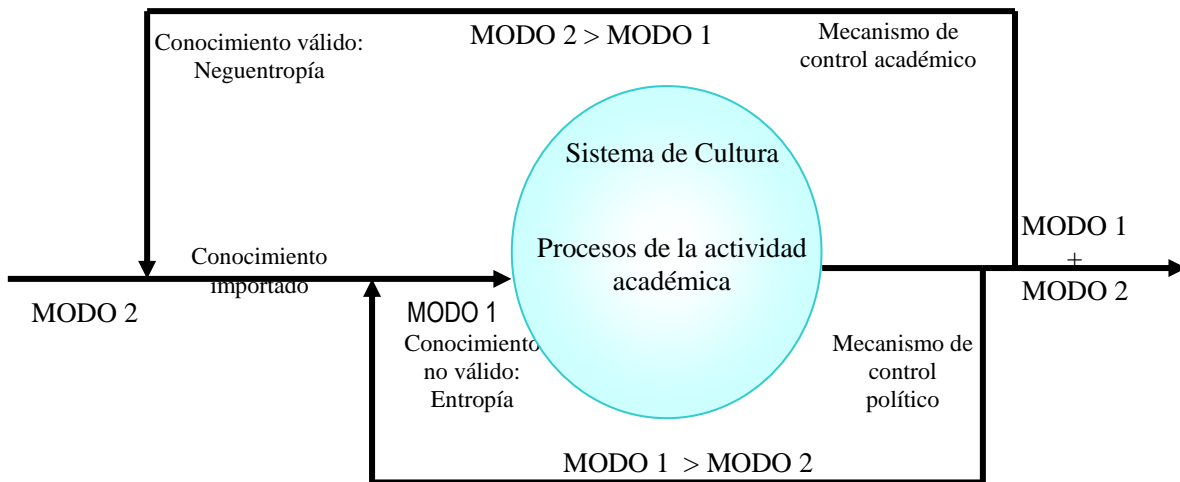 Conocimiento válido:
Neguentropía
MODO 2 > MODO 1
Mecanismo de
control académico
Sistema de Cultura
Procesos de la actividad
académica
Conocimiento
importado
MODO 2
MODO 1
Conocimiento
no válido:
Entropía
Mecanismo de
control
político
MODO 1
+
MODO 2
MODO 1 > MODO 2